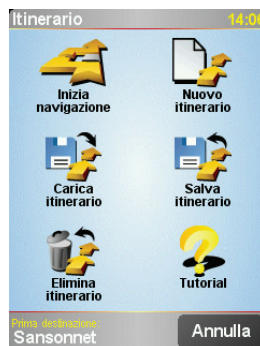 Itinerario 14:06
Inizia
navigazione
Nuovo
itinerario
Carica
itinerario
Salva
itinerario
Elimina
itinerario
Tutorial
Prima destinazione:
Sansonnet
Annulla